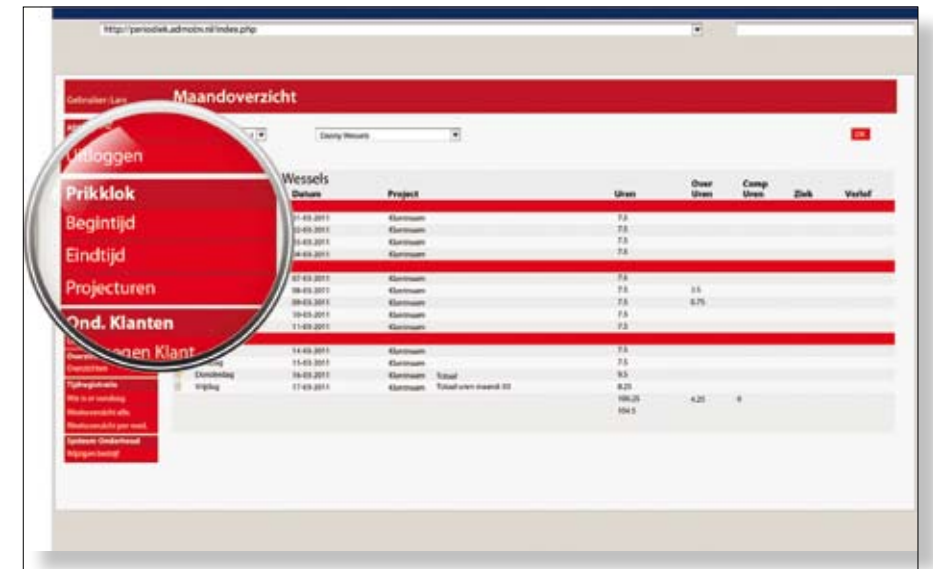 http://periodiek.admotn.nl/index.php
Gebruiker: Lars
Maandoverzicht
Danny Wessels
OK
Uitloggen
Prikklok
Begintijd
Eindtijd
Projecturen
Ond. Klanten
Klant
Wessels
Datum Project Uren Over Uren Comp Uren Ziek Verlof
01-03-2011 Klantnaam 7.5
02-03-2011 Klantnaam 7.5
03-03-2011 Klantnaam 7.5
04-03-2011 Klantnaam 7.5
07-03-2011 Klantnaam 7.5
08-03-2011 Klantnaam 7.5 3.5
09-03-2011 Klantnaam 7.5 0.75
10-03-2011 Klantnaam 7.5
11-03-2011 Klantnaam 7.5
14-03-2011 Klantnaam 7.5
15-03-2011 Klantnaam 7.5
Donderdag 16-03-2011 Klantnaam Totaal 9.5
Vrijdag 17-03-2011 Klantnaam Totaal uren maand: 03 8.25
100.25 4.25 0
104.5
Overzichten
Tijdregistratie
Wie is er vandaag
Weekoverzicht alle
Weekoverzicht per med.
Systeem Onderhoud
Wijzigen bedrijf